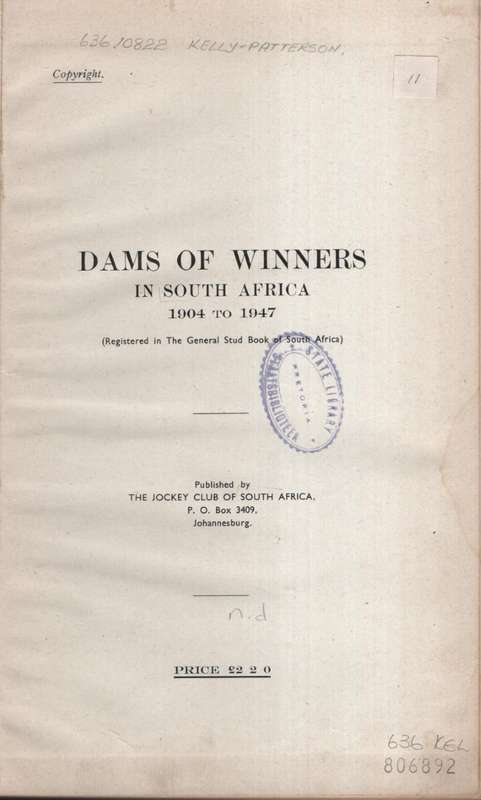 636.10822 KELLY-PATTERSON.
Copyright.
11
DAMS OF WINNERS
IN SOUTH AFRICA
1904 TO 1947
(Registered in The General Stud Book of South Africa)
STATE LIBRARY
PRETORIA
STAATSBIBLIOTEEK
Published by
THE JOCKEY CLUB OF SOUTH AFRICA,
P. O. Box 3409,
Johannesburg.
n.d
PRICE £2 2 0
636 KEL
806892